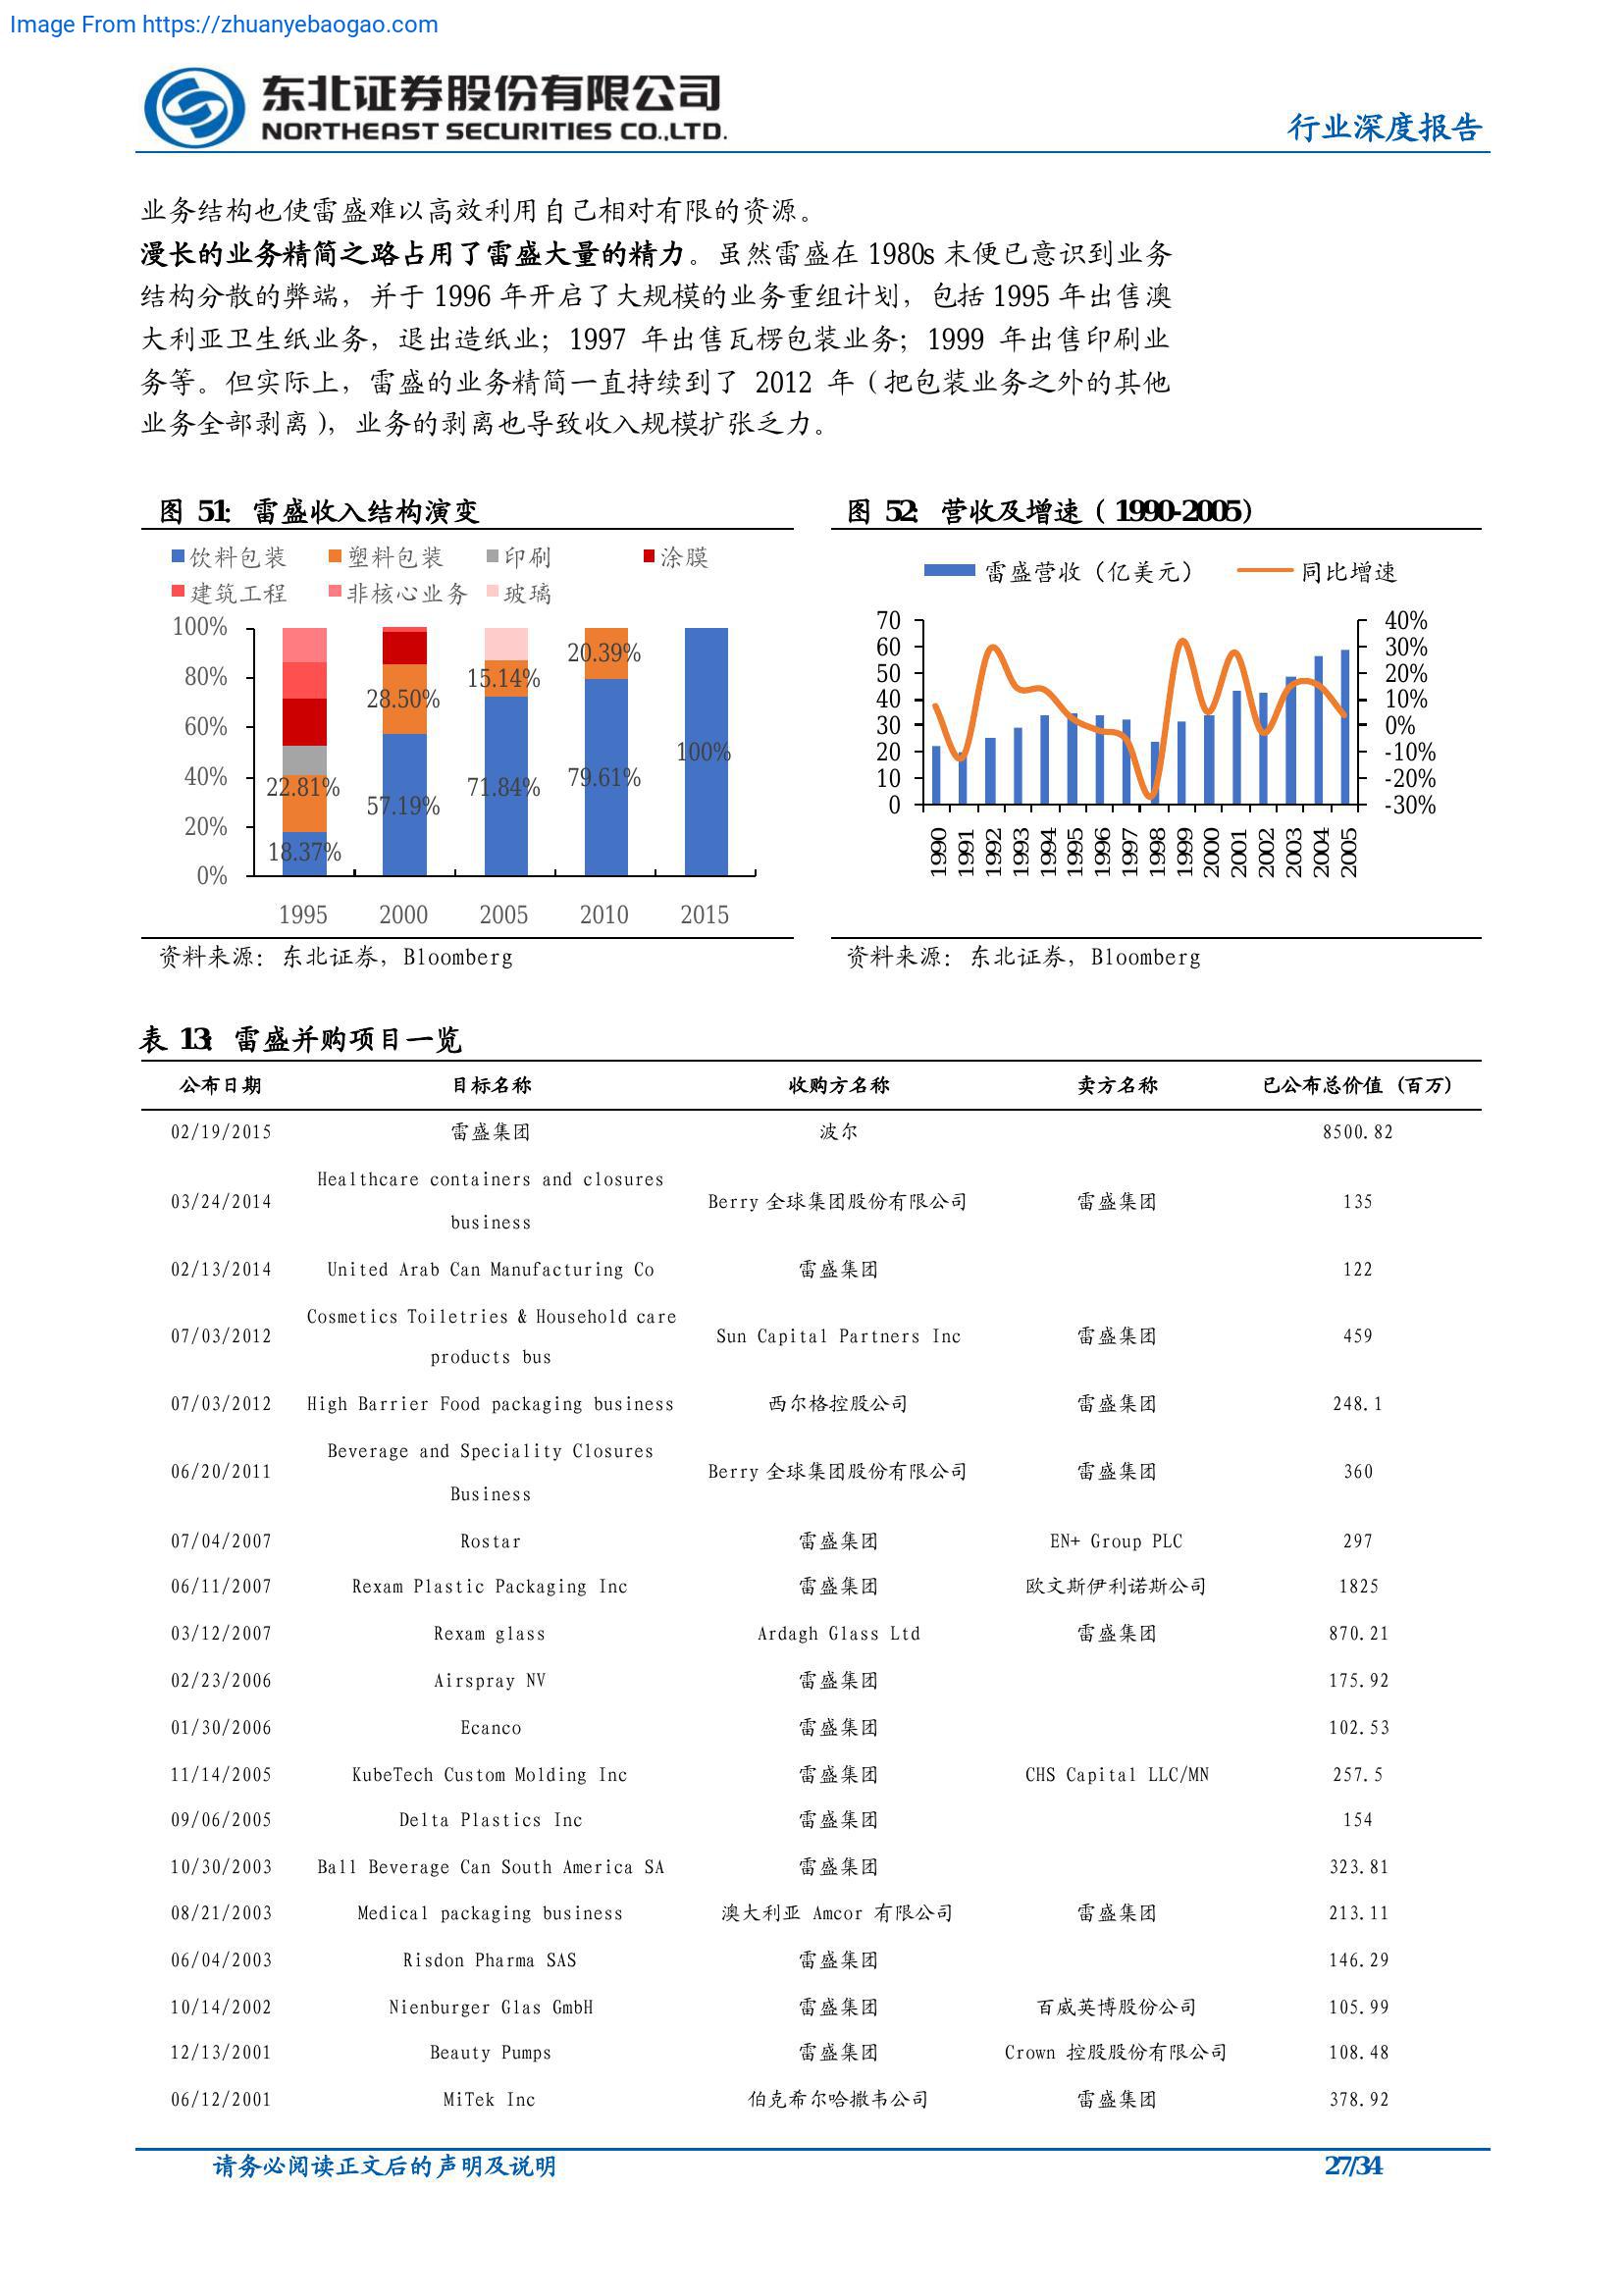 Image From https://zhuanyebaogao.com
东北证券股份有限公司
NORTHEAST SECURITIES CO.,LTD.
行业深度报告
业务结构也使雷盛难以高效利用自己相对有限的资源。
漫长的业务精简之路占用了雷盛大量的精力。虽然雷盛在 1980s 末便已意识到业务
结构分散的弊端，并于 1996 年开启了大规模的业务重组计划，包括 1995 年出售澳
大利亚卫生纸业务，退出造纸业；1997 年出售瓦楞包装业务；1999 年出售印刷业
务等。但实际上，雷盛的业务精简一直持续到了 2012 年（把包装业务之外的其他
业务全部剥离），业务的剥离也导致收入规模扩张乏力。
图 51：雷盛收入结构演变
饮料包装 塑料包装 印刷 涂膜
建筑工程 非核心业务 玻璃
100%
80%
60%
40%
20%
0%
18.37%
22.81%
57.19%
28.50%
71.84%
15.14%
79.61%
20.39%
100%
1995 2000 2005 2010 2015
资料来源：东北证券，Bloomberg
图 52：营收及增速（1990-2005）
雷盛营收（亿美元） 同比增速
70
60
50
40
30
20
10
0
40%
30%
20%
10%
0%
-10%
-20%
-30%
1990 1991 1992 1993 1994 1995 1996 1997 1998 1999 2000 2001 2002 2003 2004 2005
资料来源：东北证券，Bloomberg
表 13：雷盛并购项目一览
公布日期 目标名称 收购方名称 卖方名称 已公布总价值（百万）
02/19/2015 雷盛集团 波尔 8500.82
03/24/2014 Healthcare containers and closures business Berry 全球集团股份有限公司 雷盛集团 135
02/13/2014 United Arab Can Manufacturing Co 雷盛集团 122
07/03/2012 Cosmetics Toiletries & Household care products bus Sun Capital Partners Inc 雷盛集团 459
07/03/2012 High Barrier Food packaging business 西尔格控股公司 雷盛集团 248.1
06/20/2011 Beverage and Speciality Closures Business Berry 全球集团股份有限公司 雷盛集团 360
07/04/2007 Rostar 雷盛集团 EN+ Group PLC 297
06/11/2007 Rexam Plastic Packaging Inc 雷盛集团 欧文斯伊利诺斯公司 1825
03/12/2007 Rexam glass Ardagh Glass Ltd 雷盛集团 870.21
02/23/2006 Airspray NV 雷盛集团 175.92
01/30/2006 Ecanco 雷盛集团 102.53
11/14/2005 KubeTech Custom Molding Inc 雷盛集团 CHS Capital LLC/MN 257.5
09/06/2005 Delta Plastics Inc 雷盛集团 154
10/30/2003 Ball Beverage Can South America SA 雷盛集团 323.81
08/21/2003 Medical packaging business 澳大利亚 Amcor 有限公司 雷盛集团 213.11
06/04/2003 Risdon Pharma SAS 雷盛集团 146.29
10/14/2002 Nienburger Glas GmbH 雷盛集团 百威英博股份公司 105.99
12/13/2001 Beauty Pumps 雷盛集团 Crown 控股股份有限公司 108.48
06/12/2001 MiTek Inc 伯克希尔哈撒韦公司 雷盛集团 378.92
请务必阅读正文后的声明及说明
27/34